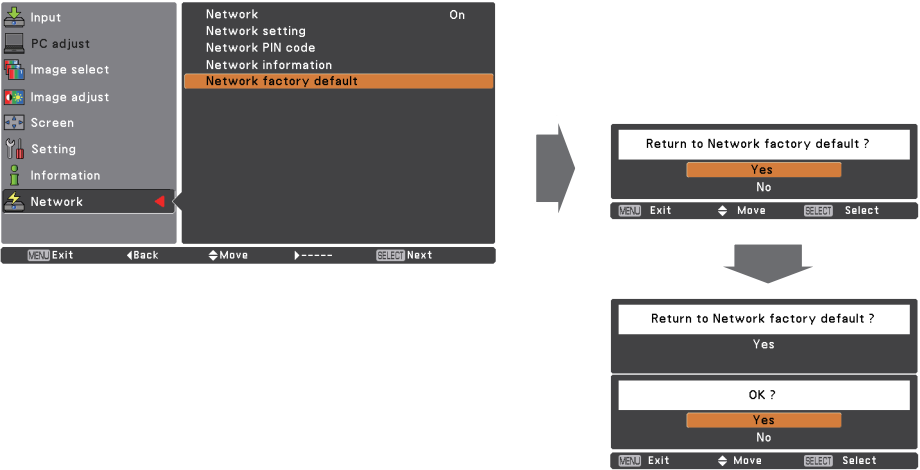 Input
PC adjust
Image select
Image adjust
Screen
Setting
Information
Network
Network On
Network setting
Network PIN code
Network information
Network factory default
MENU Exit Back Move ----- SELECT Next
Return to Network factory default ?
Yes
No
MENU Exit Move SELECT Select
Return to Network factory default ?
Yes
OK ?
Yes
No
MENU Exit Move SELECT Select